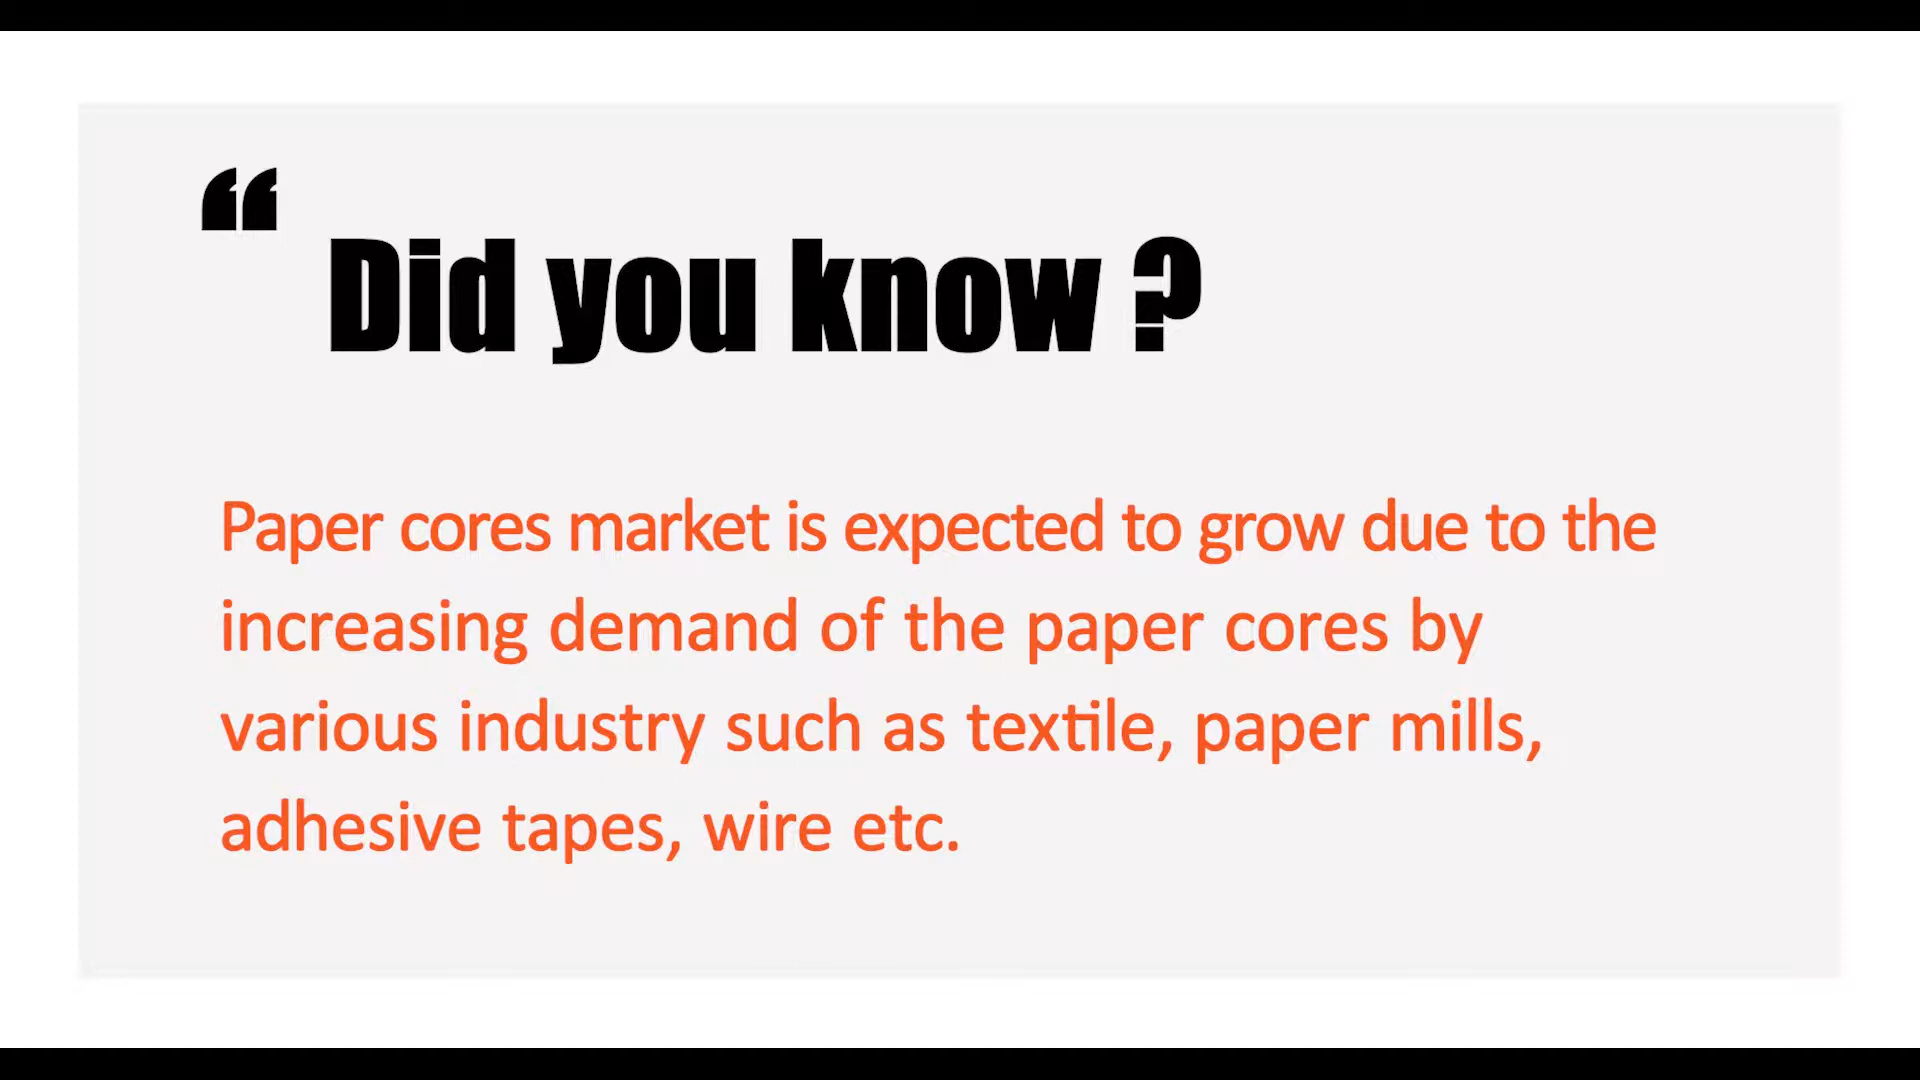 “
Did you know ?
Paper cores market is expected to grow due to the
increasing demand of the paper cores by
various industry such as textile, paper mills,
adhesive tapes, wire etc.